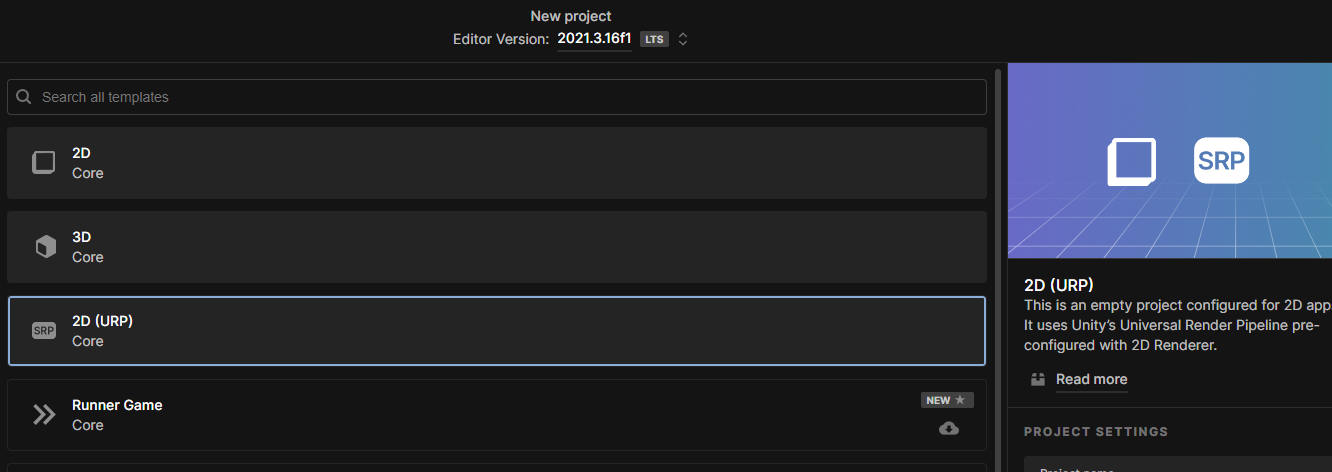 New project
Editor Version: 2021.3.16f1 LTS
Search all templates
2D
Core
3D
Core
SRP
2D (URP)
Core
Runner Game
Core
NEW
SRP
2D (URP)
This is an empty project configured for 2D app
It uses Unity's Universal Render Pipeline pre-
configured with 2D Renderer.
Read more
PROJECT SETTINGS
Project name